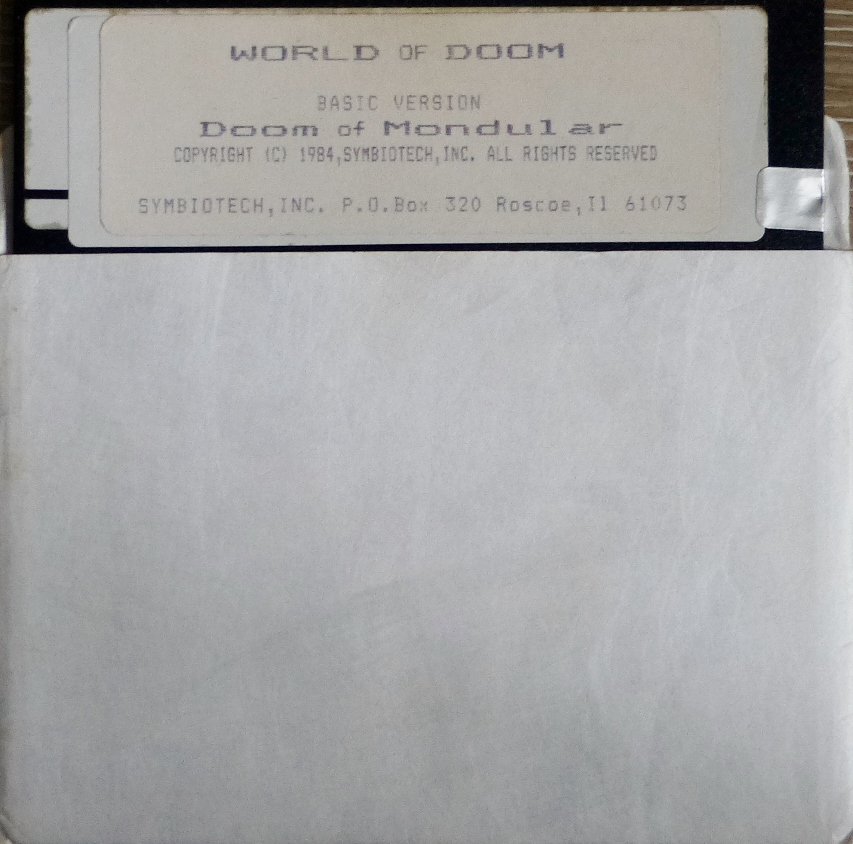 WORLD OF DOOM
BASIC VERSION
Doom of Mondular
COPYRIGHT (C) 1984,SYMBIOTECH,INC. ALL RIGHTS RESERVED
SYMBIOTECH,INC. P.O.Box 320 Roscoe,Il 61073